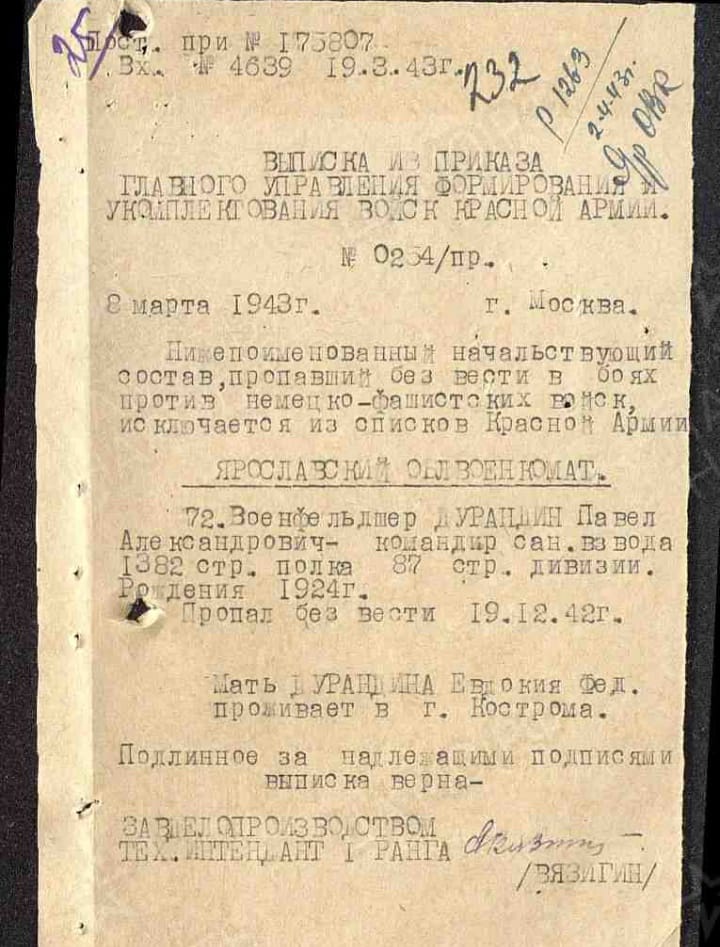 25
Пост. при № 175807
Вх. № 4639 19.3.43г.
232
Р 1263
2-4-43г.
ВЫПИСКА ИЗ ПРИКАЗА
ГЛАВНОГО УПРАВЛЕНИЯ ФОРМИРОВАНИЯ И
УКОМПЛЕКТОВАНИЯ ВОЙСК КРАСНОЙ АРМИИ.
№ 0254/пр.
8 марта 1943г. г. Москва.
Нижепоименованный начальствующий
состав, пропавший без вести в боях
против немецко-фашистских войск,
исключается из списков Красной Армии
ЯРОСЛАВСКИЙ ОБЛВОЕНКОМАТ.
72. Военфельдшер ДУРАНДИН Павел
Александрович- командир сан.взвода
1382 стр. полка 87 стр. дивизии.
Рождения 1924г.
Пропал без вести 19.12.42г.
Мать ДУРАНДИНА Евдокия Фед.
проживает в г. Кострома.
Подлинное за надлежащими подписями
выписка верна-
ЗАВДЕЛОПРОИЗВОДСТВОМ
ТЕХ.ИНТЕНДАНТ I РАНГА
/ВЯЗИГИН/